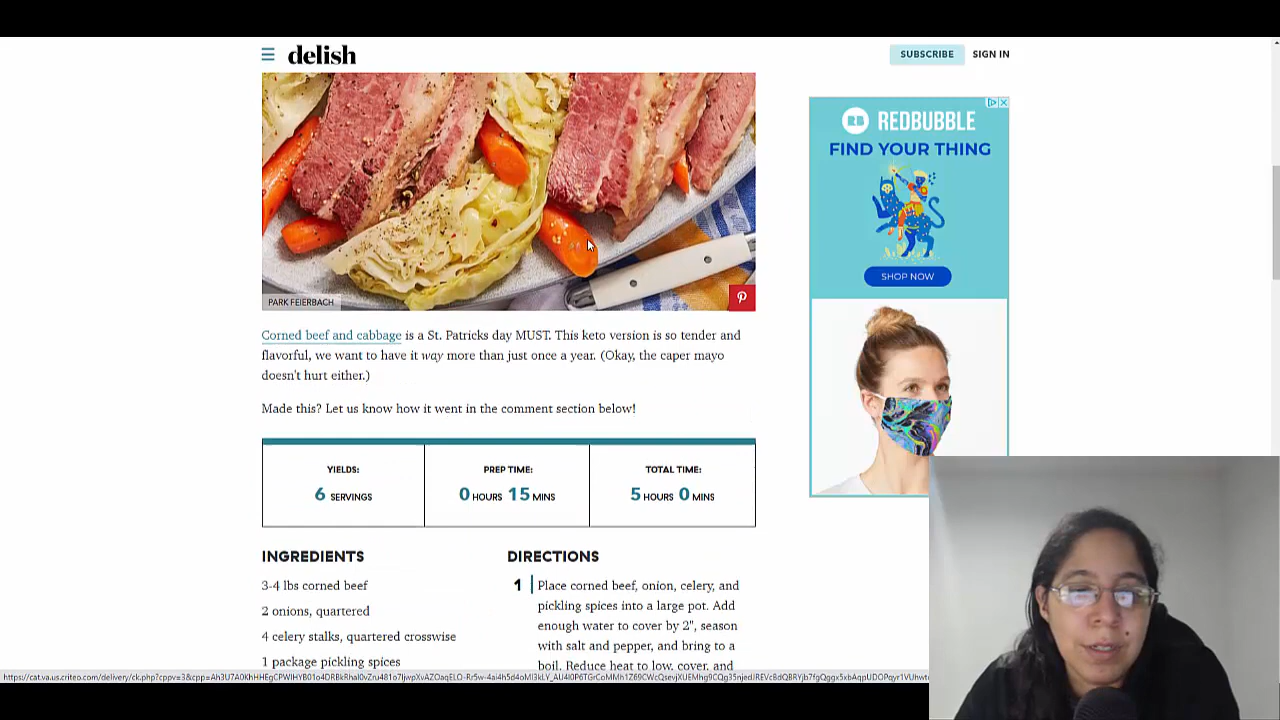 delish
SUBSCRIBE
SIGN IN
REDBUBBLE
FIND YOUR THING
SHOP NOW
PARK FEIERBACH
Corned beef and cabbage is a St. Patricks day MUST. This keto version is so tender and
flavorful, we want to have it way more than just once a year. (Okay, the caper mayo
doesn't hurt either.)
Made this? Let us know how it went in the comment section below!
YIELDS:
6 SERVINGS
PREP TIME:
0 HOURS 15 MINS
TOTAL TIME:
5 HOURS 0 MINS
INGREDIENTS
3-4 lbs corned beef
2 onions, quartered
4 celery stalks, quartered crosswise
1 package pickling spices
DIRECTIONS
1 Place corned beef, onion, celery, and
pickling spices into a large pot. Add
enough water to cover by 2", season
with salt and pepper, and bring to a
boil. Reduce heat to low, cover, and